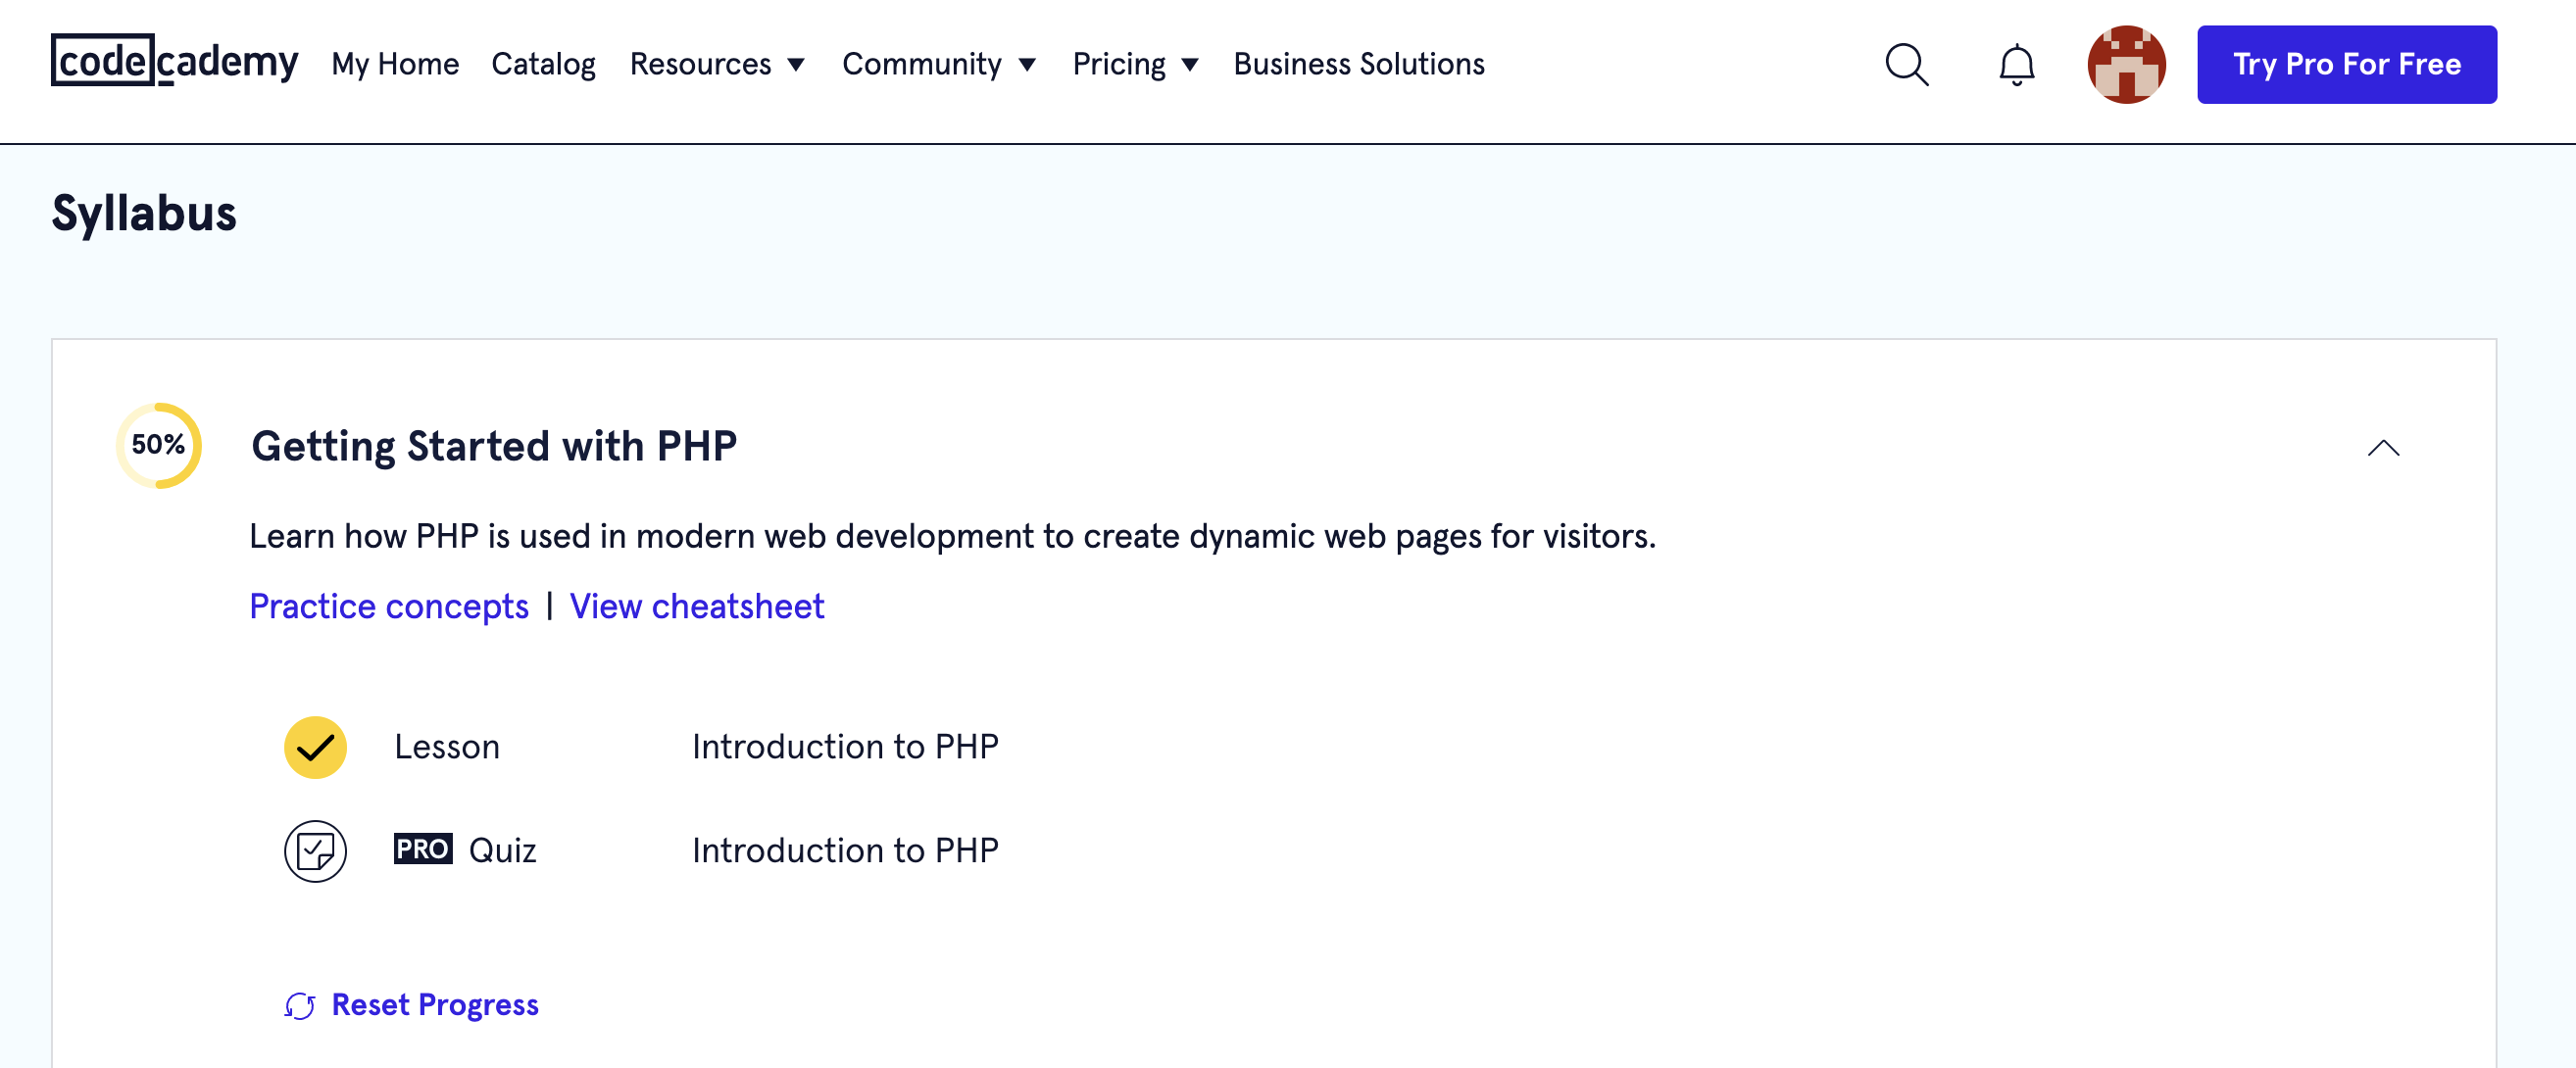 codecademy My Home Catalog Resources Community Pricing Business Solutions Try Pro For Free
Syllabus
50% Getting Started with PHP
Learn how PHP is used in modern web development to create dynamic web pages for visitors.
Practice concepts | View cheatsheet
Lesson Introduction to PHP
PRO Quiz Introduction to PHP
Reset Progress